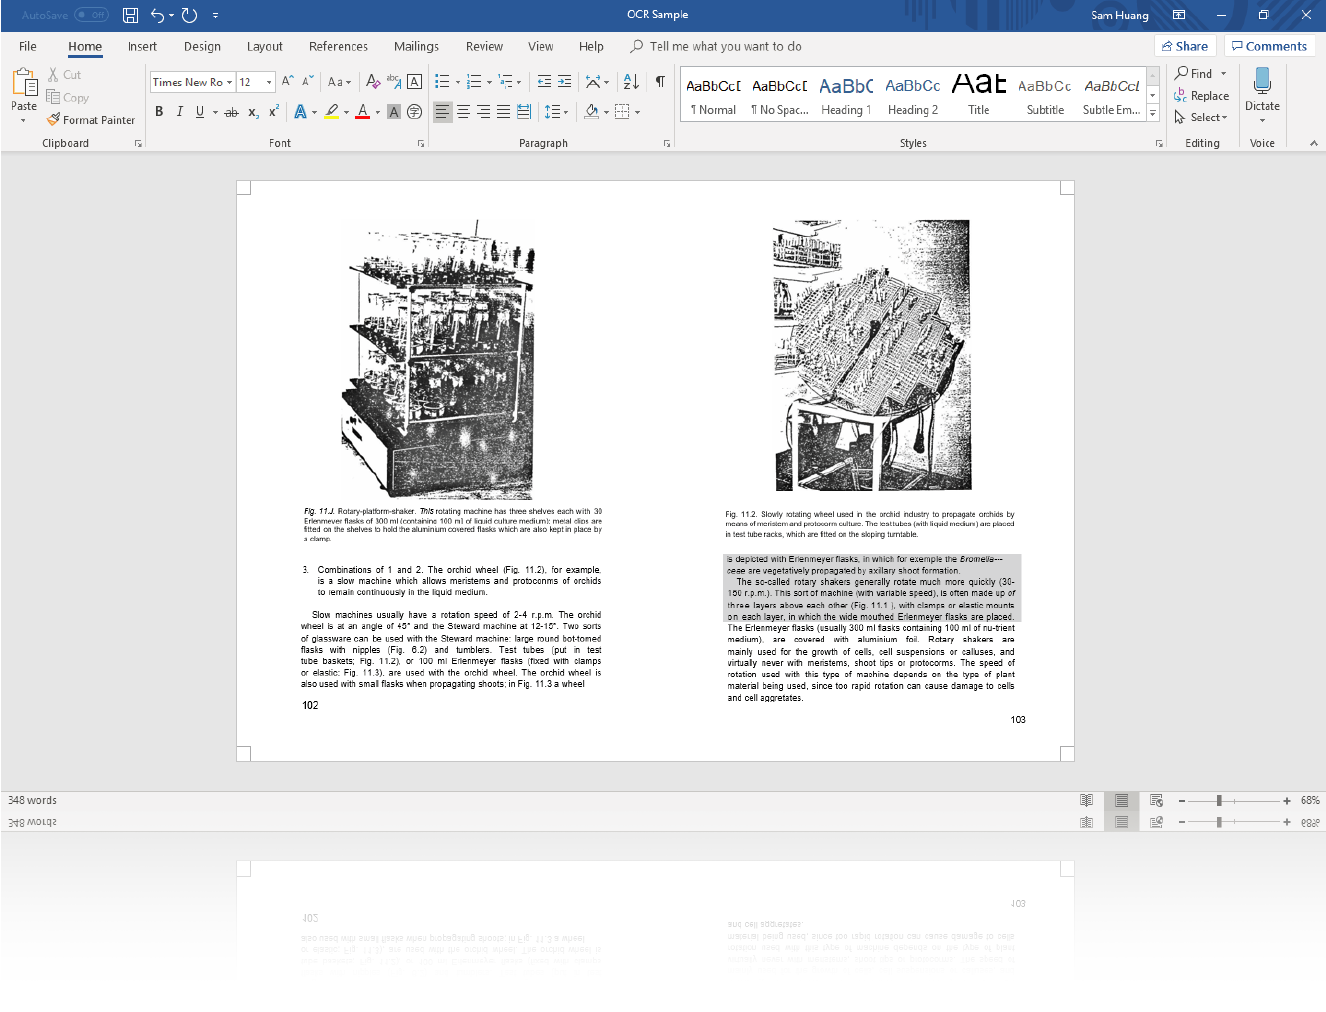 AutoSave Off
OCR Sample
Sam Huang
File Home Insert Design Layout References Mailings Review View Help Tell me what you want to do
Share Comments
Paste
Cut
Copy
Format Painter
Clipboard
Times New Ro 12
Font
Paragraph
AaBbCcI AaBbCcI AaBbC AaBbCc AaB AaBbCc AaBbCcL
¶ Normal ¶ No Spac... Heading 1 Heading 2 Title Subtitle Subtle Em...
Styles
Find
Replace
Select
Editing
Dictate
Voice
Fig. 11.J. Rotary-platform-shaker. This rotating machine has three shelves each with 30
Erlenmeyer flasks of 300 ml (containing 100 ml of liquid culture medium); metal clips are
fitted on the shelves to hold the aluminium covered flasks which are also kept in place by
a clamp.
3. Combinations of 1 and 2. The orchid wheel (Fig. 11.2), for example,
is a slow machine which allows meristems and protoconms of orchids
to remain continuously in the liquid medium.
Slow machines usually have a rotation speed of 2-4 r.p.m. The orchid
wheel is at an angle of 45° and the Steward machine at 12-15°. Two sorts
of glassware can be used with the Steward machine: large round bot-tomed
flasks with nipples (Fig. 6.2) and tumblers. Test tubes (put in test
tube baskets; Fig. 11.2), or 100 ml Erlenmeyer flasks (fixed with clamps
or elastic; Fig. 11.3), are used with the orchid wheel. The orchid wheel is
also used with small flasks when propagating shoots; in Fig. 11.3 a wheel
102
Fig. 11.2. Slowly rotating wheel used in the orchid industry to propagate orchids by
means of meristem and protocorm culture. The test tubes (with liquid medium) are placed
in test tube racks, which are fitted on the sloping turntable.
is depicted with Erlenmeyer flasks, in which for exemple the Bromelia--
ceae are vegetatively propagated by axillary shoot formation.
The so-called rotary shakers generally rotate much more quickly (30-
150 r.p.m.). This sort of machine (with variable speed), is often made up of
three layers above each other (Fig. 11.1 ], with clamps or elastic mounts
on each layer, in which the wide mouthed Erlenmeyer flasks are placed.
The Erlenmeyer flasks (usually 300 ml flasks containing 100 ml of nu-trient
medium), are covered with aluminium foil. Rotary shakers are
mainly used for the growth of cells, cell suspensions or calluses, and
virtually never with meristems, shoot tips or protocorms. The speed of
rotation used with this type of machine depends on the type of plant
material being used, since too rapid rotation can cause damage to cells
and cell aggretates.
103
348 words
68%